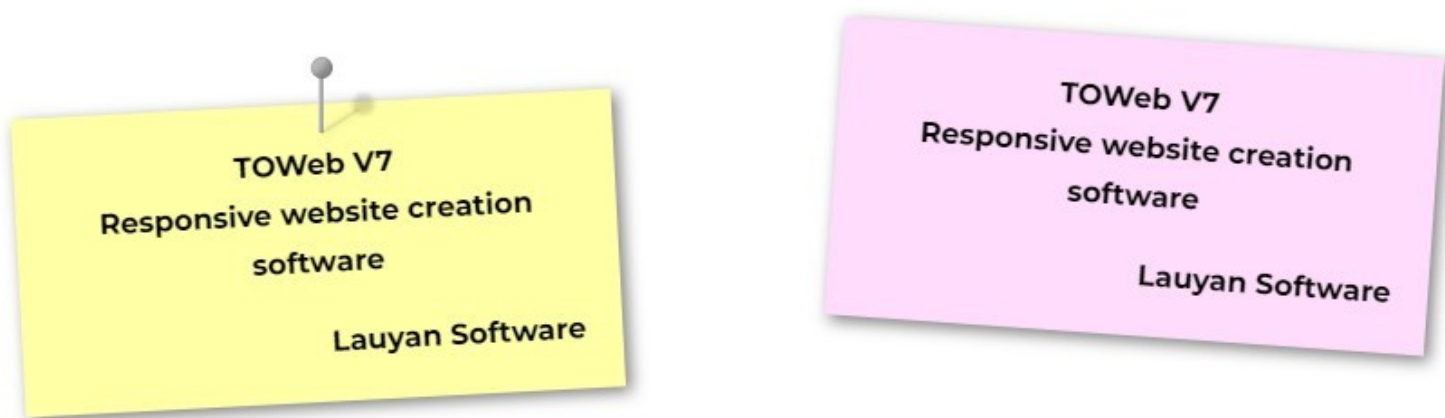 TOWeb V7
Responsive website creation
software
Lauyan Software
TOWeb V7
Responsive website creation
software
Lauyan Software